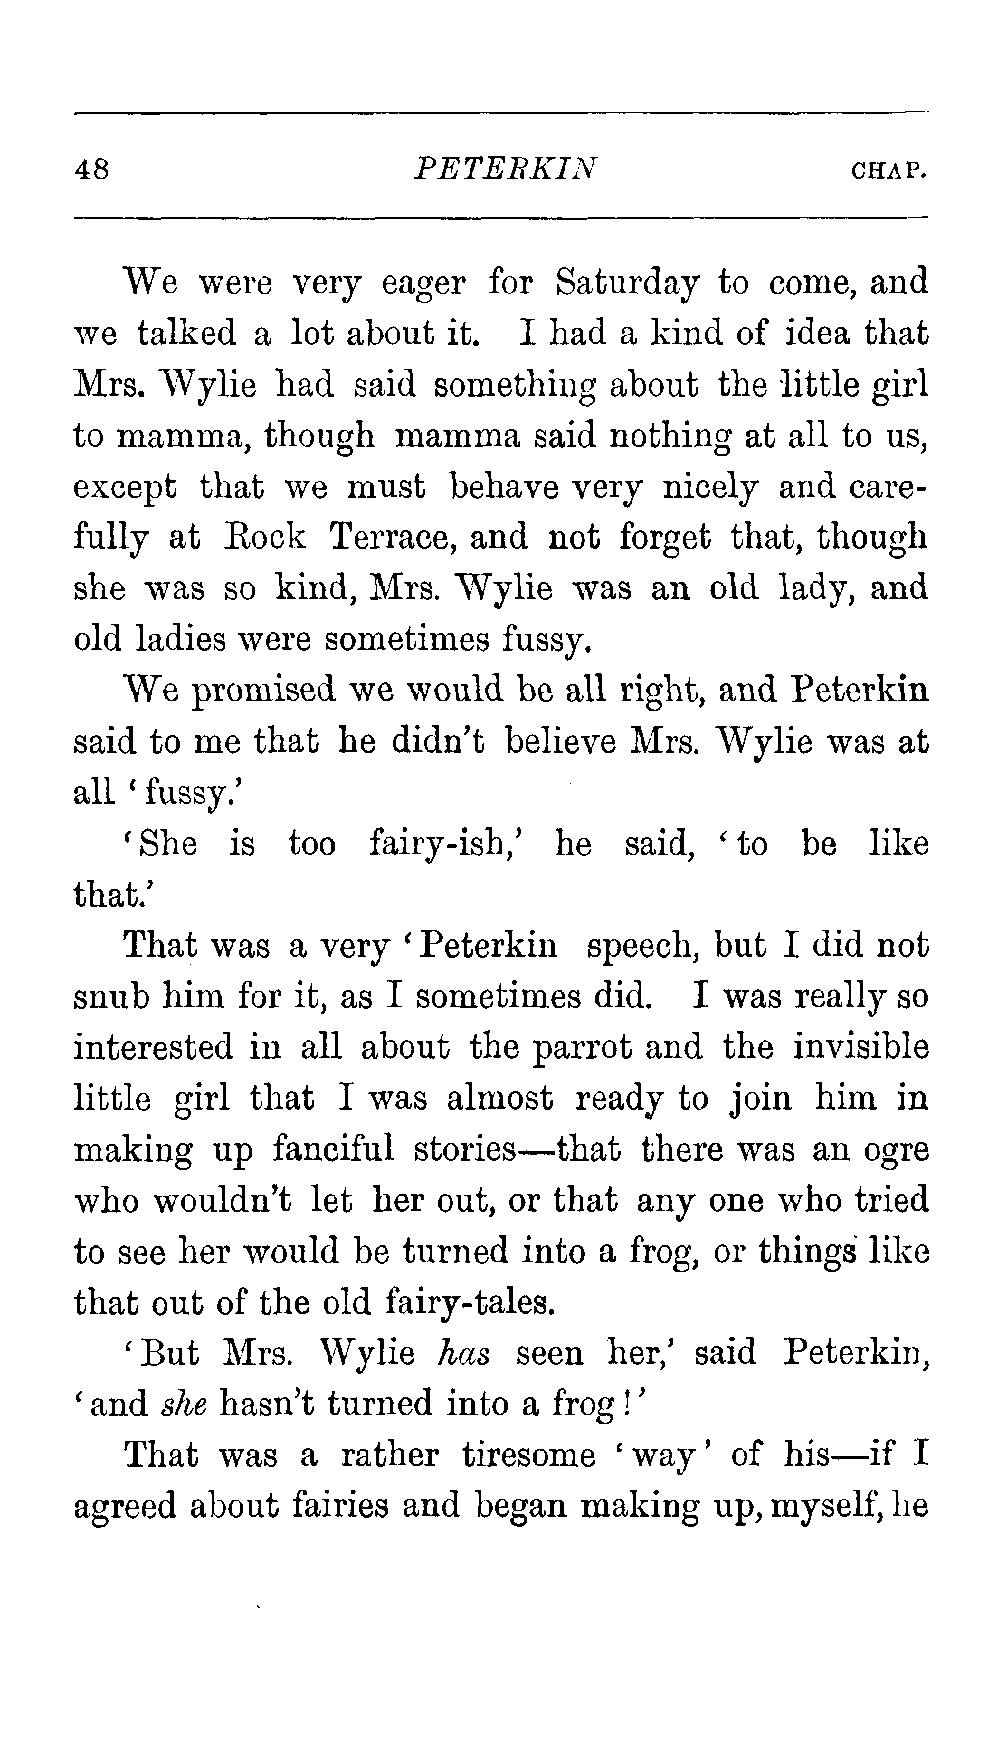 48 PETERKIN CHAP.
We were very eager for Saturday to come, and
we talked a lot about it. I had a kind of idea that
Mrs. Wylie had said something about the little girl
to mamma, though mamma said nothing at all to us,
except that we must behave very nicely and care-
fully at Rock Terrace, and not forget that, though
she was so kind, Mrs. Wylie was an old lady, and
old ladies were sometimes fussy.
We promised we would be all right, and Peterkin
said to me that he didn't believe Mrs. Wylie was at
all ‘fussy.’
‘She is too fairy-ish,’ he said, ‘to be like
that.’
That was a very ‘Peterkin speech, but I did not
snub him for it, as I sometimes did. I was really so
interested in all about the parrot and the invisible
little girl that I was almost ready to join him in
making up fanciful stories—that there was an ogre
who wouldn't let her out, or that any one who tried
to see her would be turned into a frog, or things like
that out of the old fairy-tales.
‘But Mrs. Wylie has seen her,’ said Peterkin,
‘and she hasn't turned into a frog!’
That was a rather tiresome ‘way’ of his—if I
agreed about fairies and began making up, myself, he